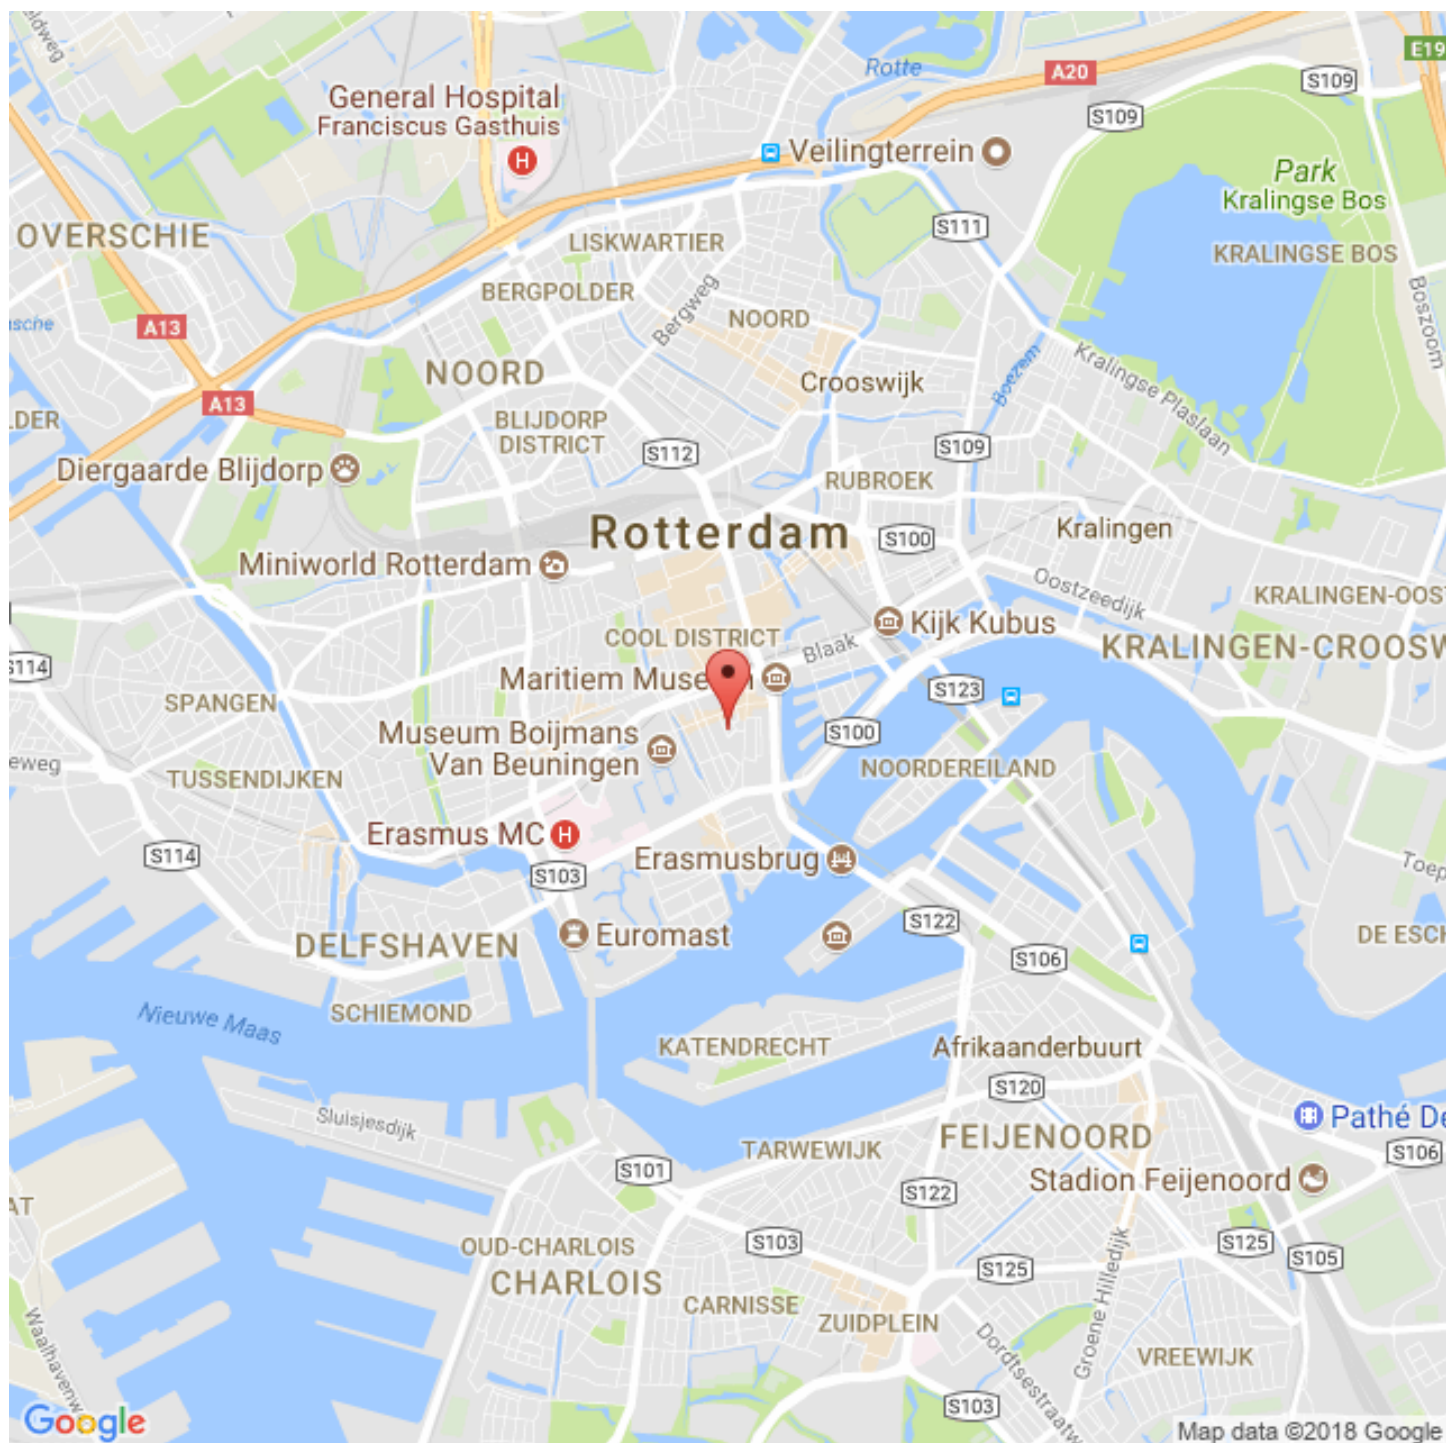 Rotte
A20
E19
S109
General Hospital
Franciscus Gasthuis
H
S109
Veilingterrein
Park
Kralingse Bos
S111
OVERSCHIE
LISKWARTIER
KRALINGSE BOS
BERGPOLDER
Bergweg
Boszoom
A13
NOORD
NOORD
Boezem
Kralingse Plaslaan
Crooswijk
A13
BLIJDORP
DISTRICT
S112
S109
Diergaarde Blijdorp
RUBROEK
Rotterdam
S100
Kralingen
Miniworld Rotterdam
Oostzeedijk
KRALINGEN-OOS
COOL DISTRICT
Blaak
Kijk Kubus
KRALINGEN-CROOSW
S114
Maritiem Muse
S123
SPANGEN
Museum Boijmans
Van Beuningen
S100
eweg
TUSSENDIJKEN
NOORDEREILAND
Erasmus MC
H
S114
Erasmusbrug
Toep
S103
S122
DELFSHAVEN
Euromast
DE ESCH
S106
SCHIEMOND
Nieuwe Maas
KATENDRECHT
Afrikaanderbuurt
S120
Sluisjesdijk
Pathé De
TARWEWIJK
FEIJENOORD
S106
S101
Stadion Feijenoord
S122
AT
OUD-CHARLOIS
S103
S125
S105
CHARLOIS
S125
Groene Hilledijk
CARNISSE
ZUIDPLEIN
Dordtsestraatw
VREEWIJK
Waalhavenw
S103
Google
Map data ©2018 Google